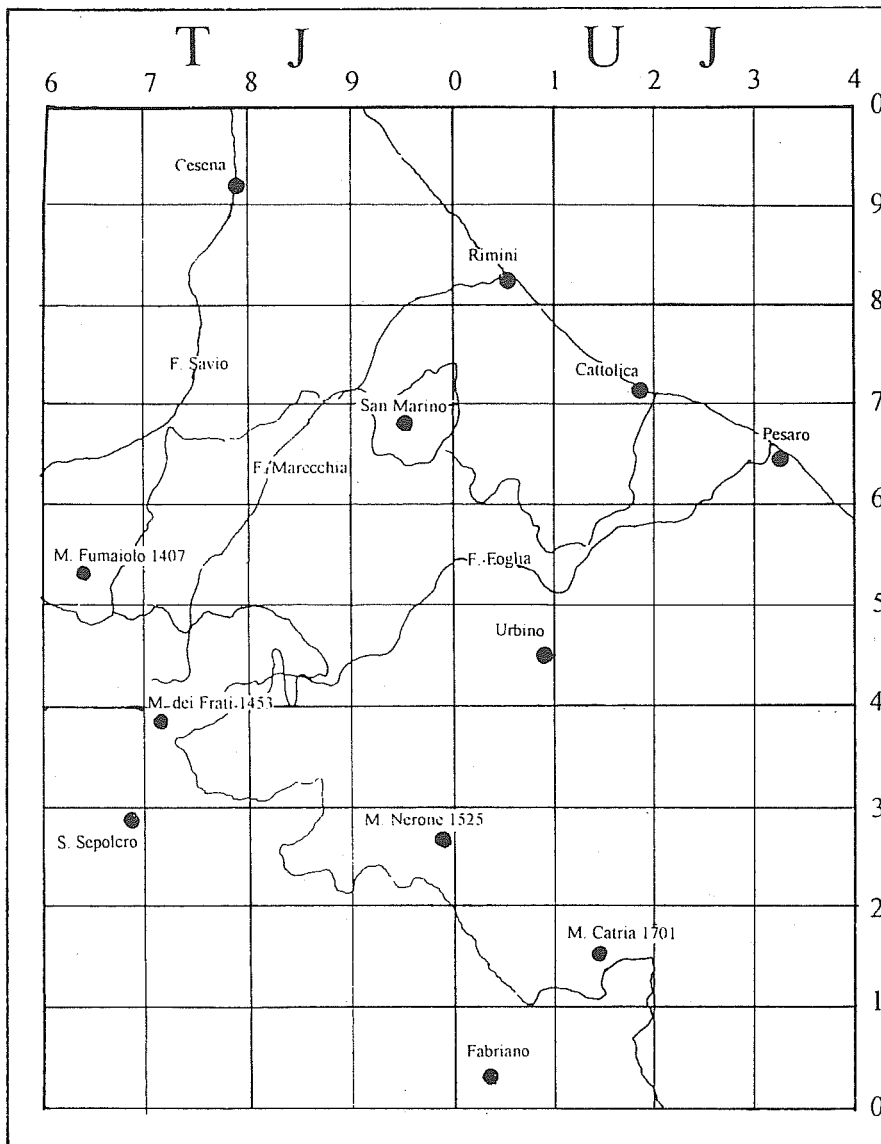 T J U J
6 7 8 9 0 1 2 3 4
0
Cesena
9
Rimini
8
F. Savio
Cattolica
7
San Marino
Pesaro
F. Marecchia
6
M. Fumaiolo 1407
F. Foglia
5
Urbino
4
M. dei Frati 1453
3
M. Nerone 1525
S. Sepolcro
2
M. Catria 1701
1
Fabriano
0